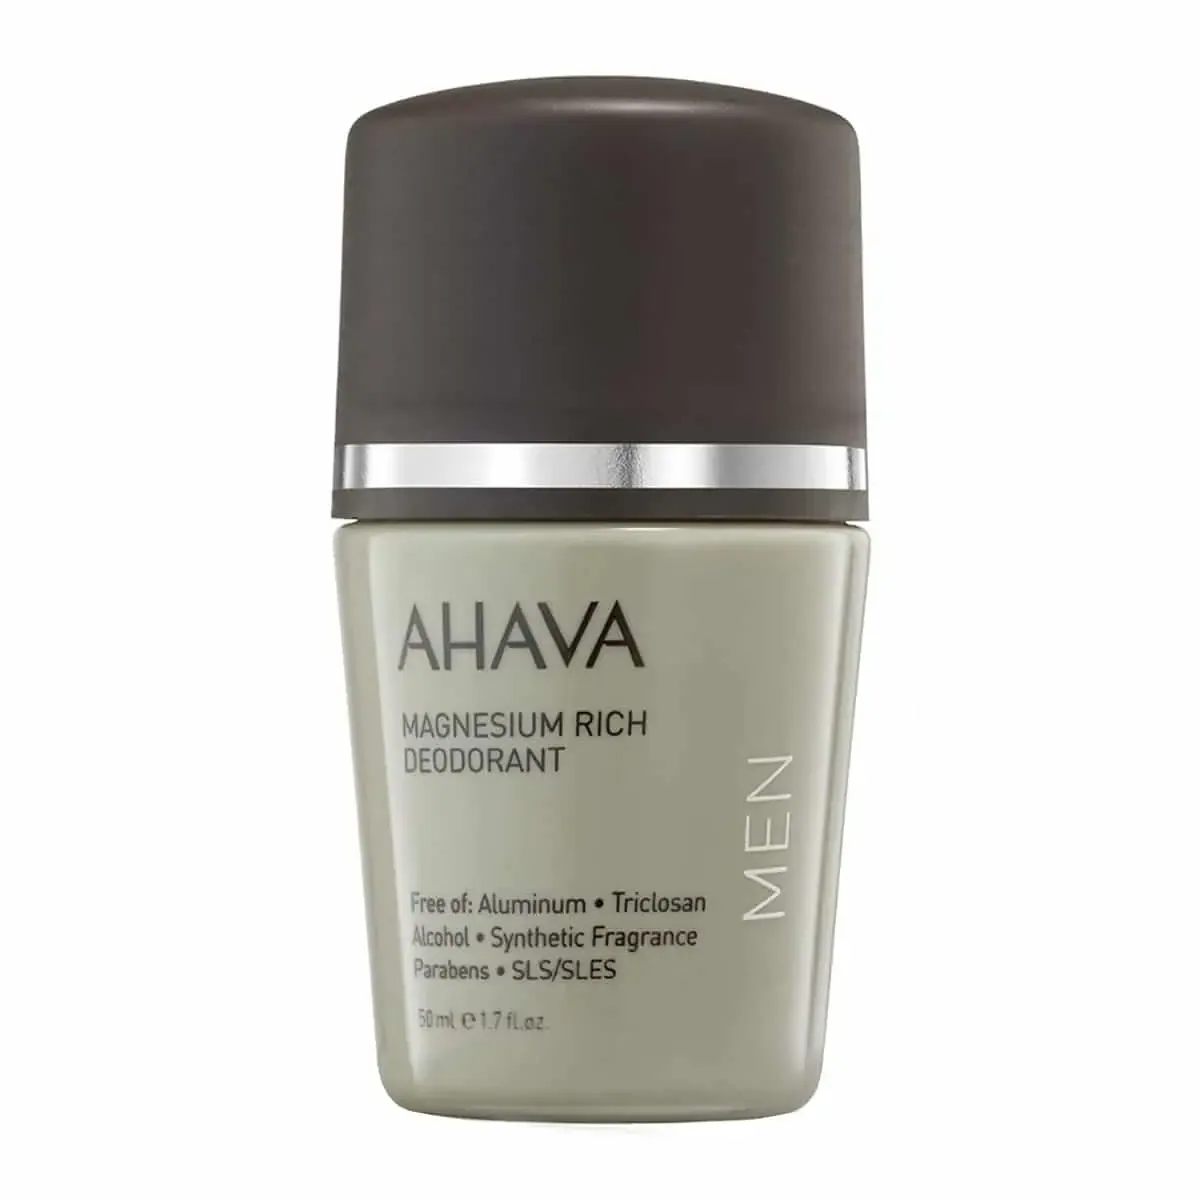 AHAVA
MAGNESIUM RICH
DEODORANT
MEN
Free of: Aluminum • Triclosan
Alcohol • Synthetic Fragrance
Parabens • SLS/SLES
50 ml ℮ 1.7 fl.oz.